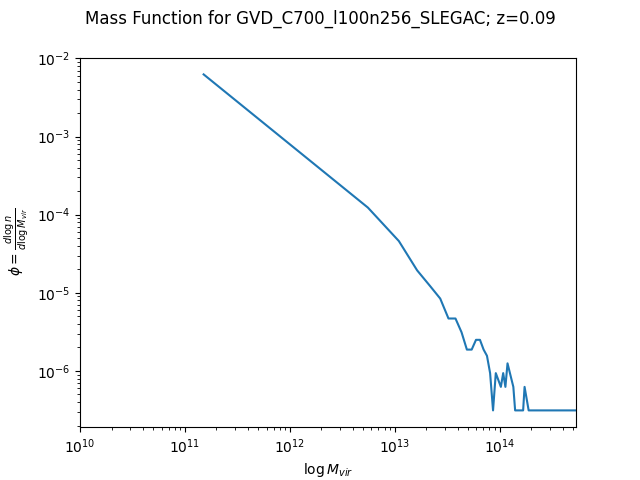 Mass Function for GVD_C700_l100n256_SLEGAC; z=0.09
10⁻²
10⁻³
10⁻⁴
10⁻⁵
10⁻⁶
ϕ = d log n / d log M_vir
10¹⁰ 10¹¹ 10¹² 10¹³ 10¹⁴
log M_vir